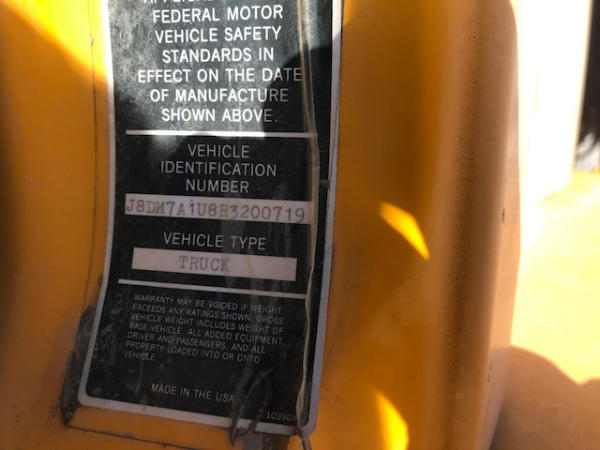 FEDERAL MOTOR
VEHICLE SAFETY
STANDARDS IN
EFFECT ON THE DATE
OF MANUFACTURE
SHOWN ABOVE.
VEHICLE
IDENTIFICATION
NUMBER
J8DM7A1U8R3200719
VEHICLE TYPE
TRUCK
WARRANTY MAY BE VOIDED IF WEIGHT
EXCEEDS ANY RATINGS SHOWN. GROSS
VEHICLE WEIGHT INCLUDES WEIGHT OF
BASE VEHICLE, ALL ADDED EQUIPMENT,
DRIVER AND PASSENGERS, AND ALL
PROPERTY LOADED INTO OR ONTO
VEHICLE.
MADE IN THE USA